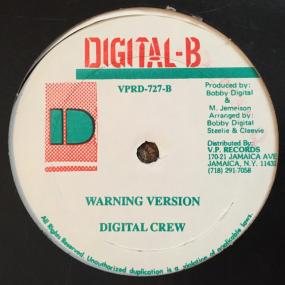 DIGITAL-B
VPRD-727-B
Produced by:
Bobby Digital
&
M. Jemeison
Arranged by:
Bobby Digital
Steelie & Cleevie
Distributed By:
V.P. RECORDS
170-21 JAMAICA AVE
JAMAICA, N.Y. 1143
(718) 291-7058
D
WARNING VERSION
DIGITAL CREW
All Rights Reserved. Unauthorized duplication is a violation of applicable laws.